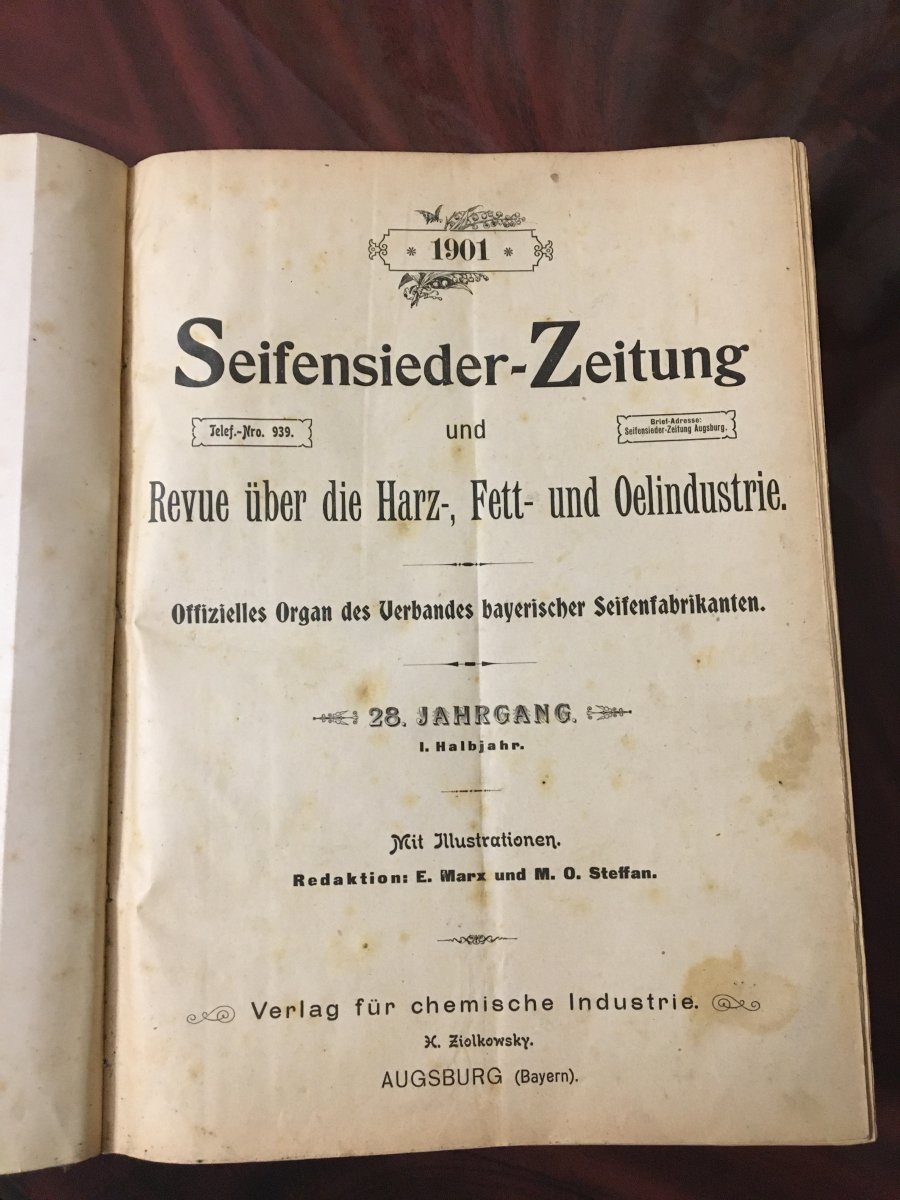 * 1901 *
Seifensieder-Zeitung
Telef.-Nro. 939.
und
Brief-Adresse:
Seifensieder-Zeitung Augsburg.
Revue über die Harz-, Fett- und Oelindustrie.
Offizielles Organ des Verbandes bayerischer Seifenfabrikanten.
28. JAHRGANG.
I. Halbjahr.
Mit Illustrationen.
Redaktion: E. Marx und M. O. Steffan.
Verlag für chemische Industrie.
H. Ziolkowsky.
AUGSBURG (Bayern).